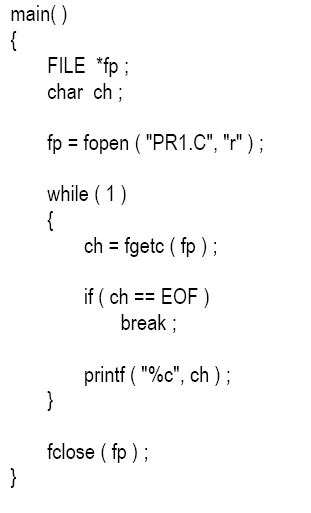 main( )
{
FILE *fp ;
char ch ;
fp = fopen ( "PR1.C", "r" ) ;
while ( 1 )
{
ch = fgetc ( fp ) ;
if ( ch == EOF )
break ;
printf ( "%c", ch ) ;
}
fclose ( fp ) ;
}